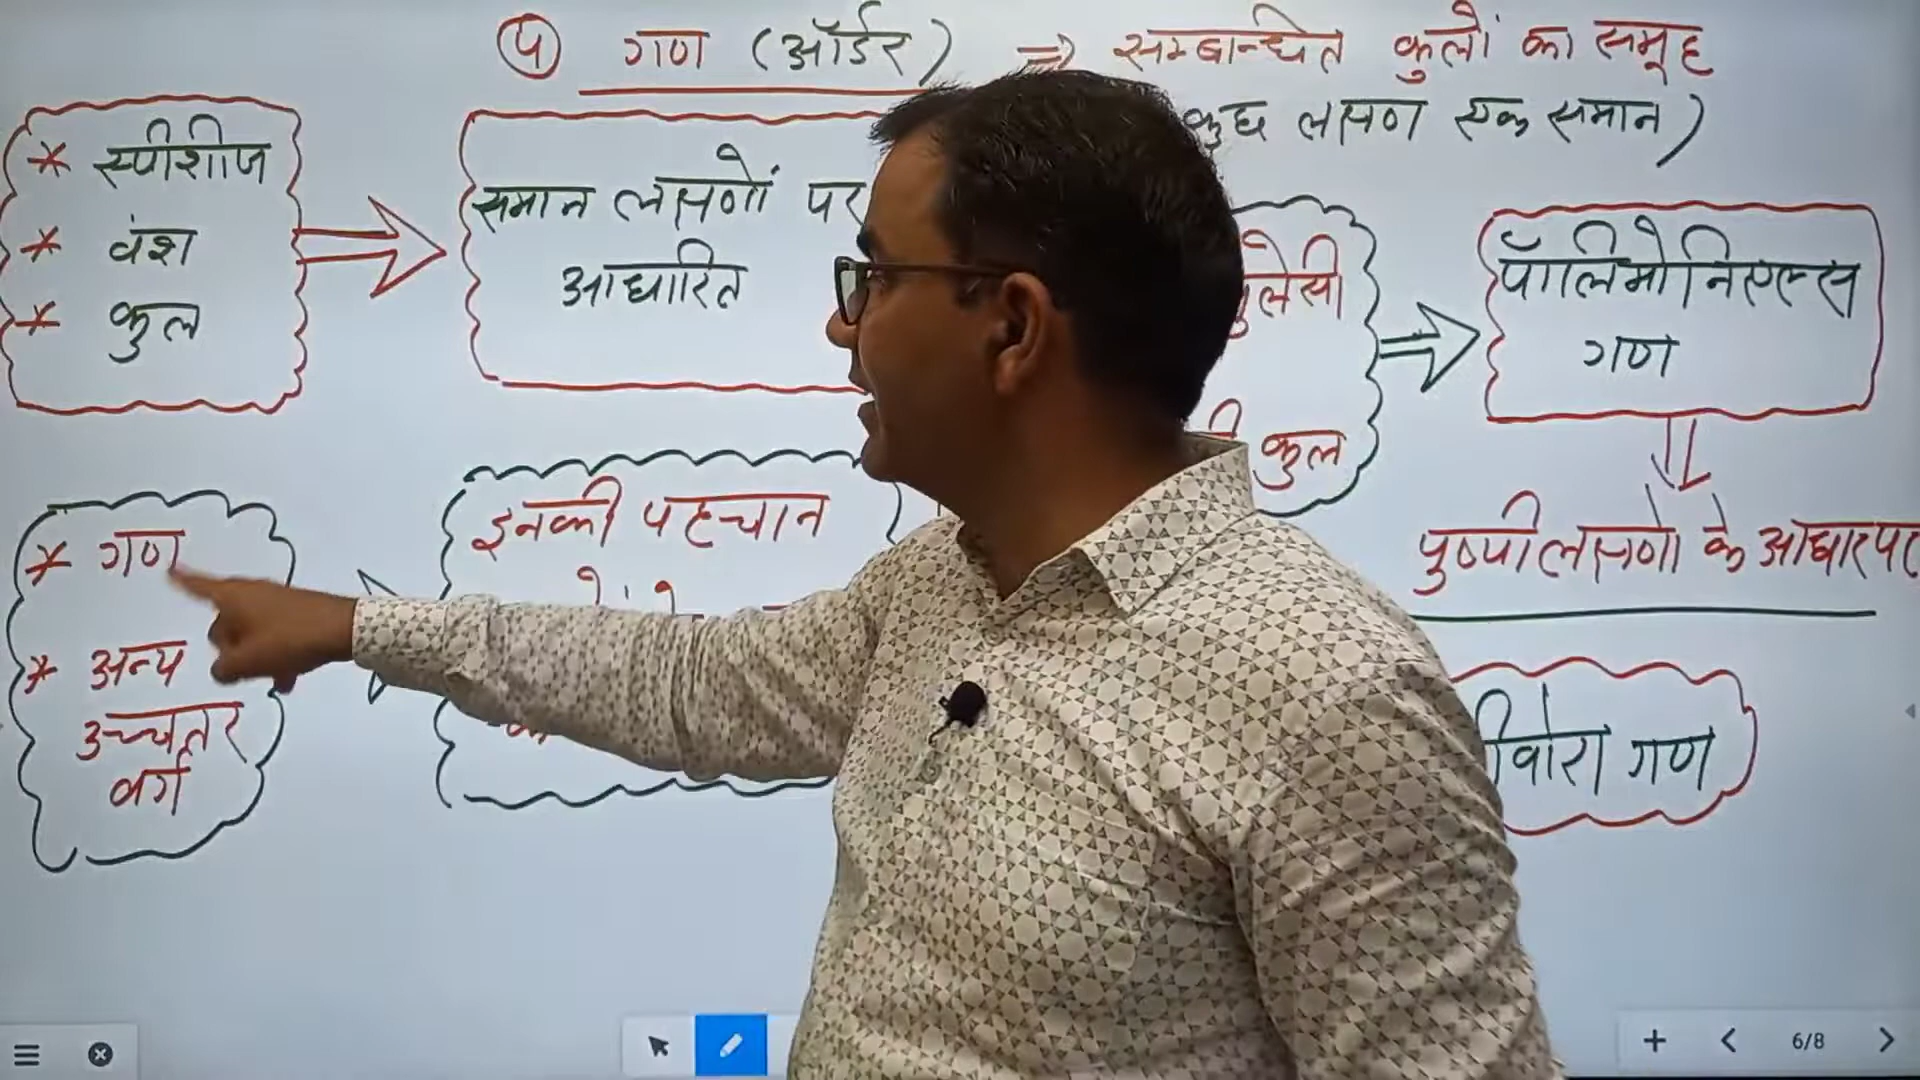 ५ गण (ऑर्डर) ⇒ सम्बन्धित कुलों का समूह
कुछ लक्षण एक समान)
* स्पीशीज
* वंश
* कुल
समान लक्षणों पर
आधारित
कुल
पॉलिमोनिएल्स
गण
पुष्पी लक्षणों के आधार पर
* गण
* अन्य
उच्चतर
वर्ग
इनकी पहचान
गण
6/8